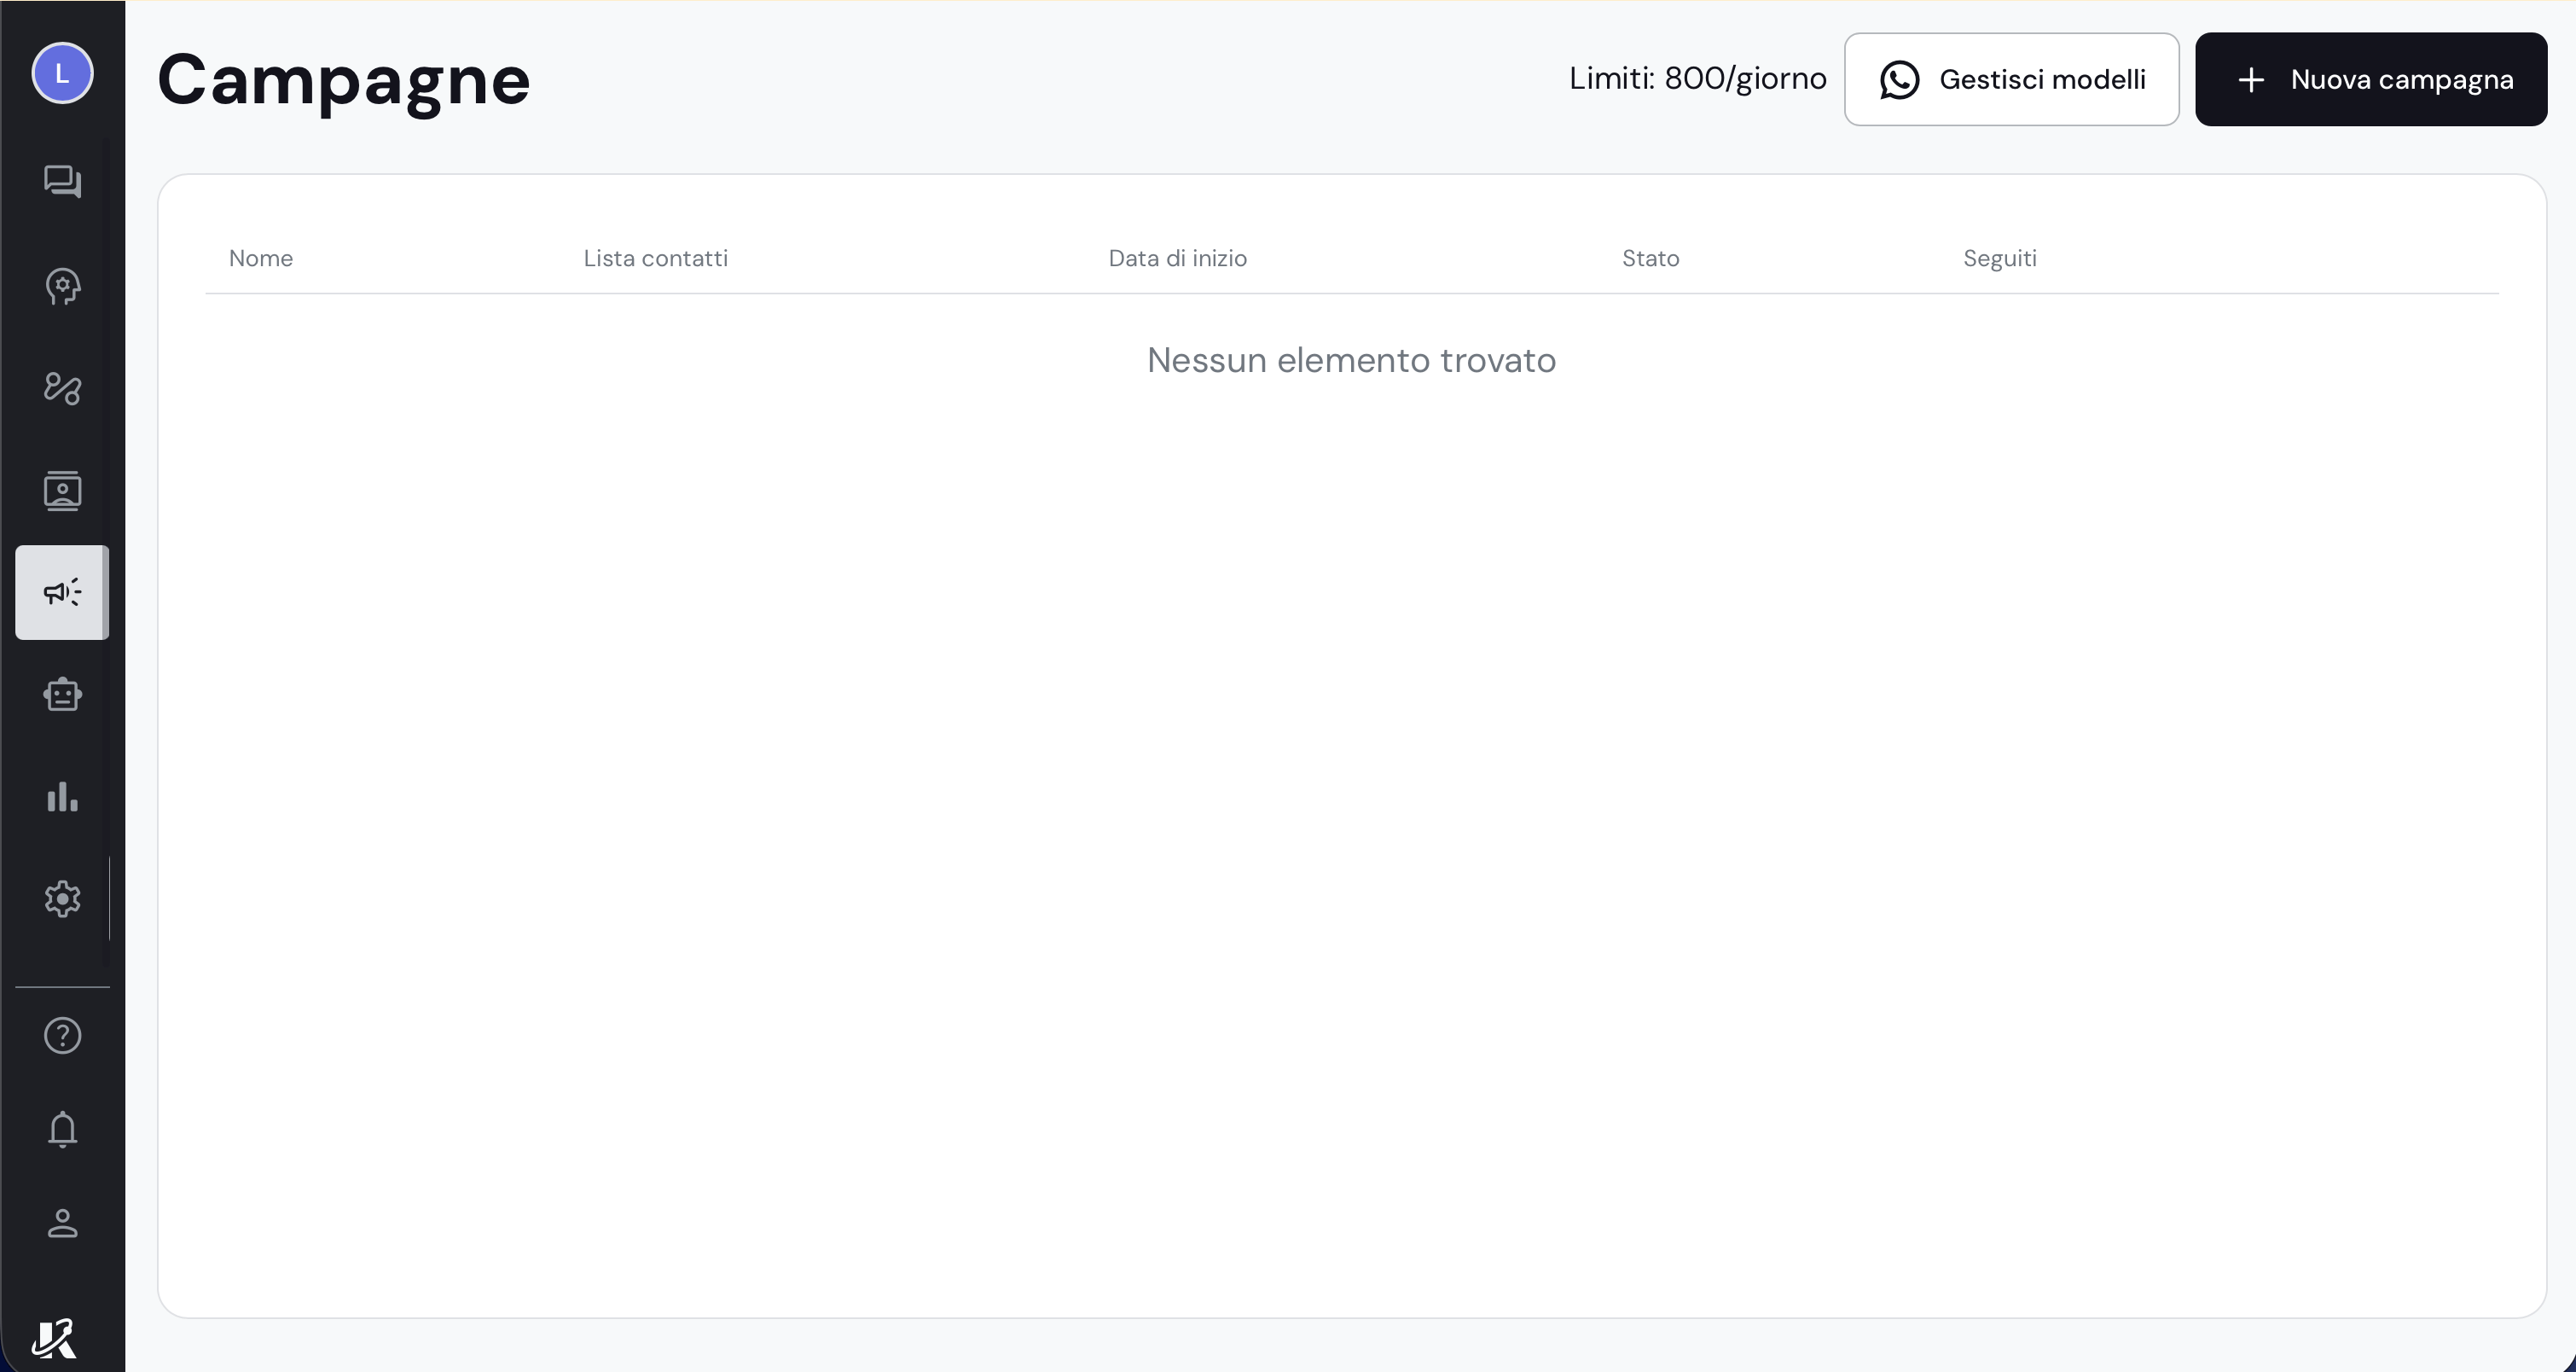 L
Campagne
Limiti: 800/giorno
Gestisci modelli
Nuova campagna
Nome
Lista contatti
Data di inizio
Stato
Seguiti
Nessun elemento trovato